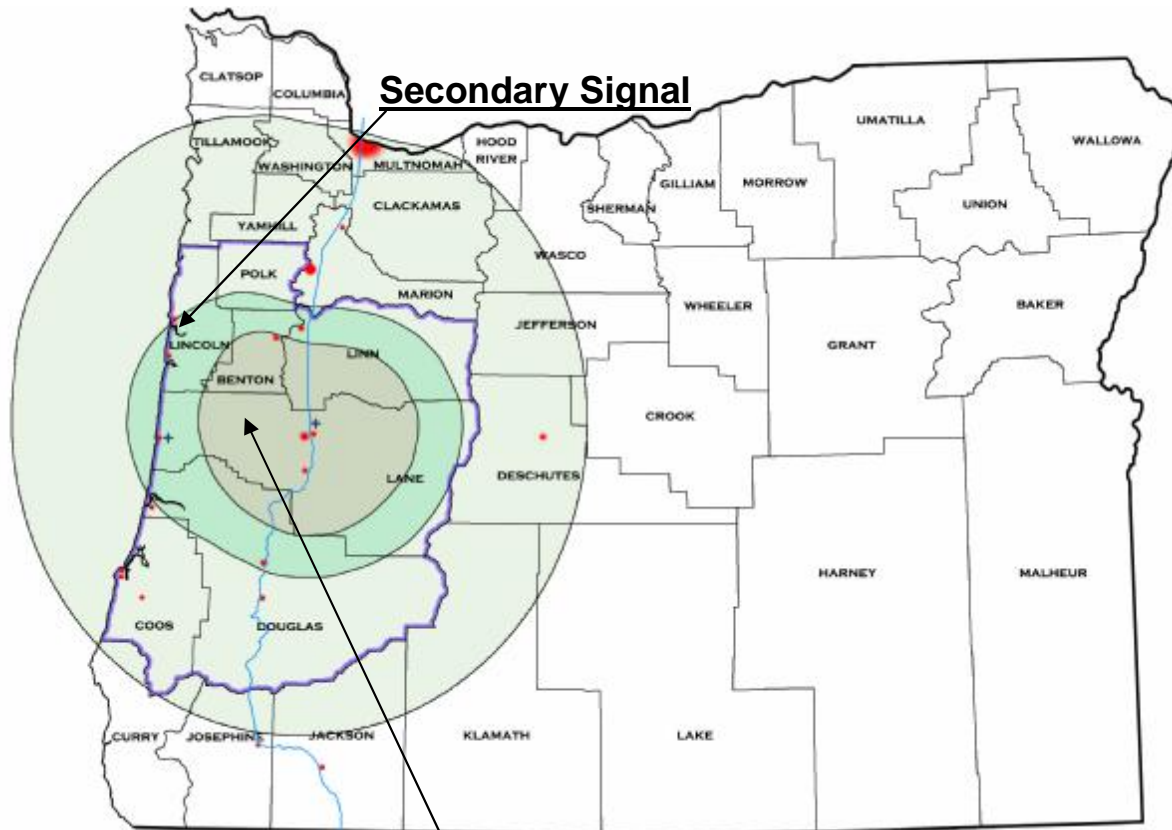 CLATSOP
COLUMBIA
Secondary Signal
TILLAMOOK
WASHINGTON
MULTNOMAH
HOOD
RIVER
UMATILLA
WALLOWA
SHERMAN
GILLIAM
MORROW
UNION
CLACKAMAS
YAMHILL
WASCO
POLK
MARION
WHEELER
BAKER
JEFFERSON
GRANT
LINCOLN
LINN
BENTON
CROOK
LANE
DESCHUTES
HARNEY
MALHEUR
COOS
DOUGLAS
CURRY
JOSEPHINE
JACKSON
KLAMATH
LAKE